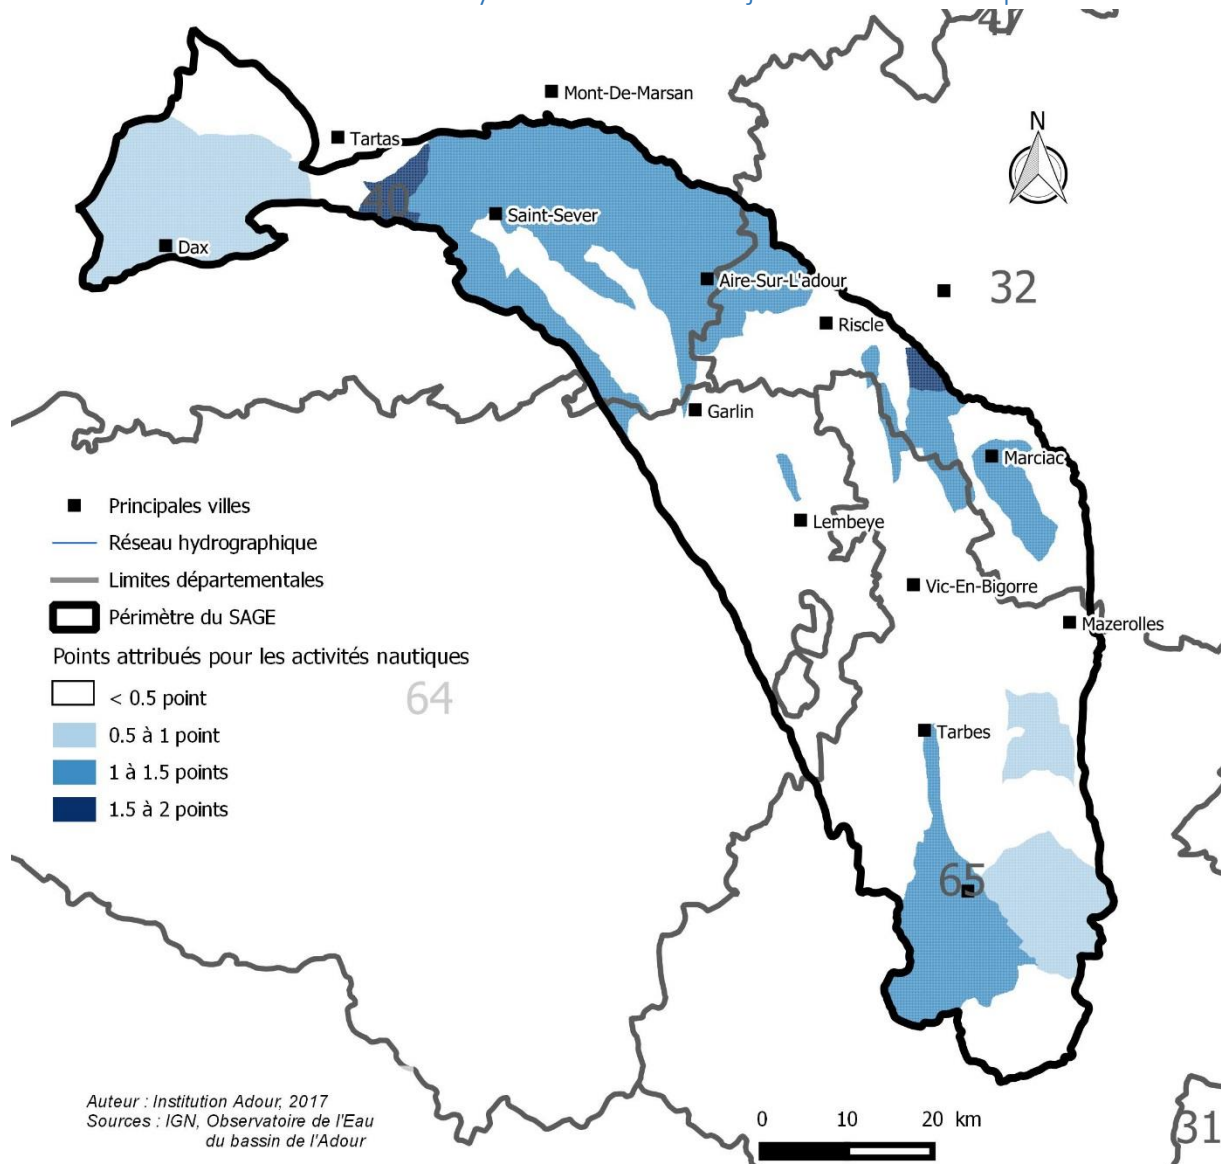 47
Mont-De-Marsan
Tartas
N
40
Saint-Sever
Dax
Aire-Sur-L'adour
32
Riscle
Garlin
Marciac
Principales villes
Lembeye
Réseau hydrographique
Limites départementales
Vic-En-Bigorre
Périmètre du SAGE
Mazerolles
Points attribués pour les activités nautiques
< 0.5 point
64
0.5 à 1 point
Tarbes
1 à 1.5 points
1.5 à 2 points
65
Auteur : Institution Adour, 2017
Sources : IGN, Observatoire de l'Eau
du bassin de l'Adour
0 10 20 km
31